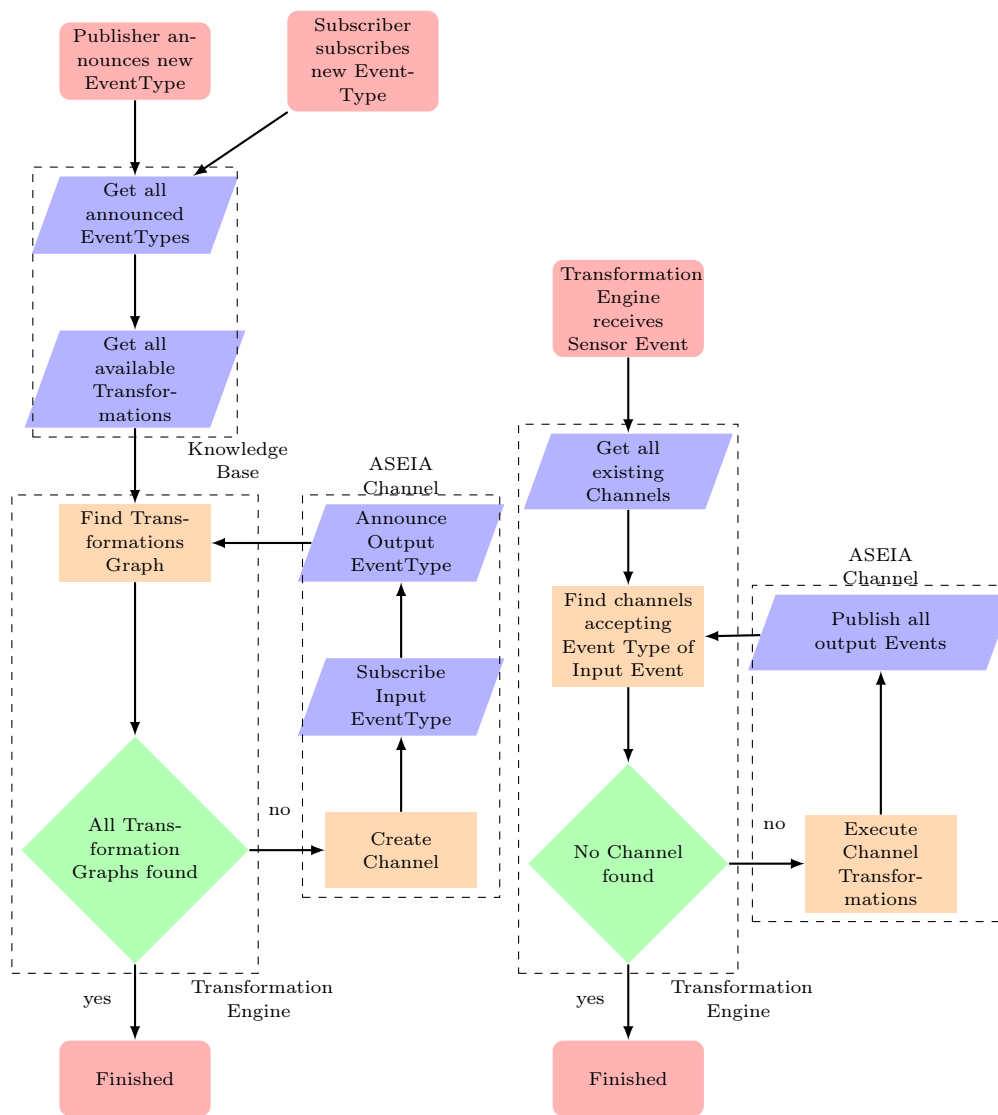 Publisher an-
nounces new
EventType
Subscriber
subscribes
new Event-
Type
Get all
announced
EventTypes
Get all
available
Transfor-
mations
Knowledge
Base
Find Trans-
formations
Graph
All Trans-
formation
Graphs found
no
yes
Transformation
Engine
Finished
ASEIA
Channel
Announce
Output
EventType
Subscribe
Input
EventType
Create
Channel
Transformation
Engine
receives
Sensor Event
Get all
existing
Channels
Find channels
accepting
Event Type of
Input Event
No Channel
found
no
yes
Transformation
Engine
Finished
ASEIA
Channel
Publish all
output Events
Execute
Channel
Transfor-
mations